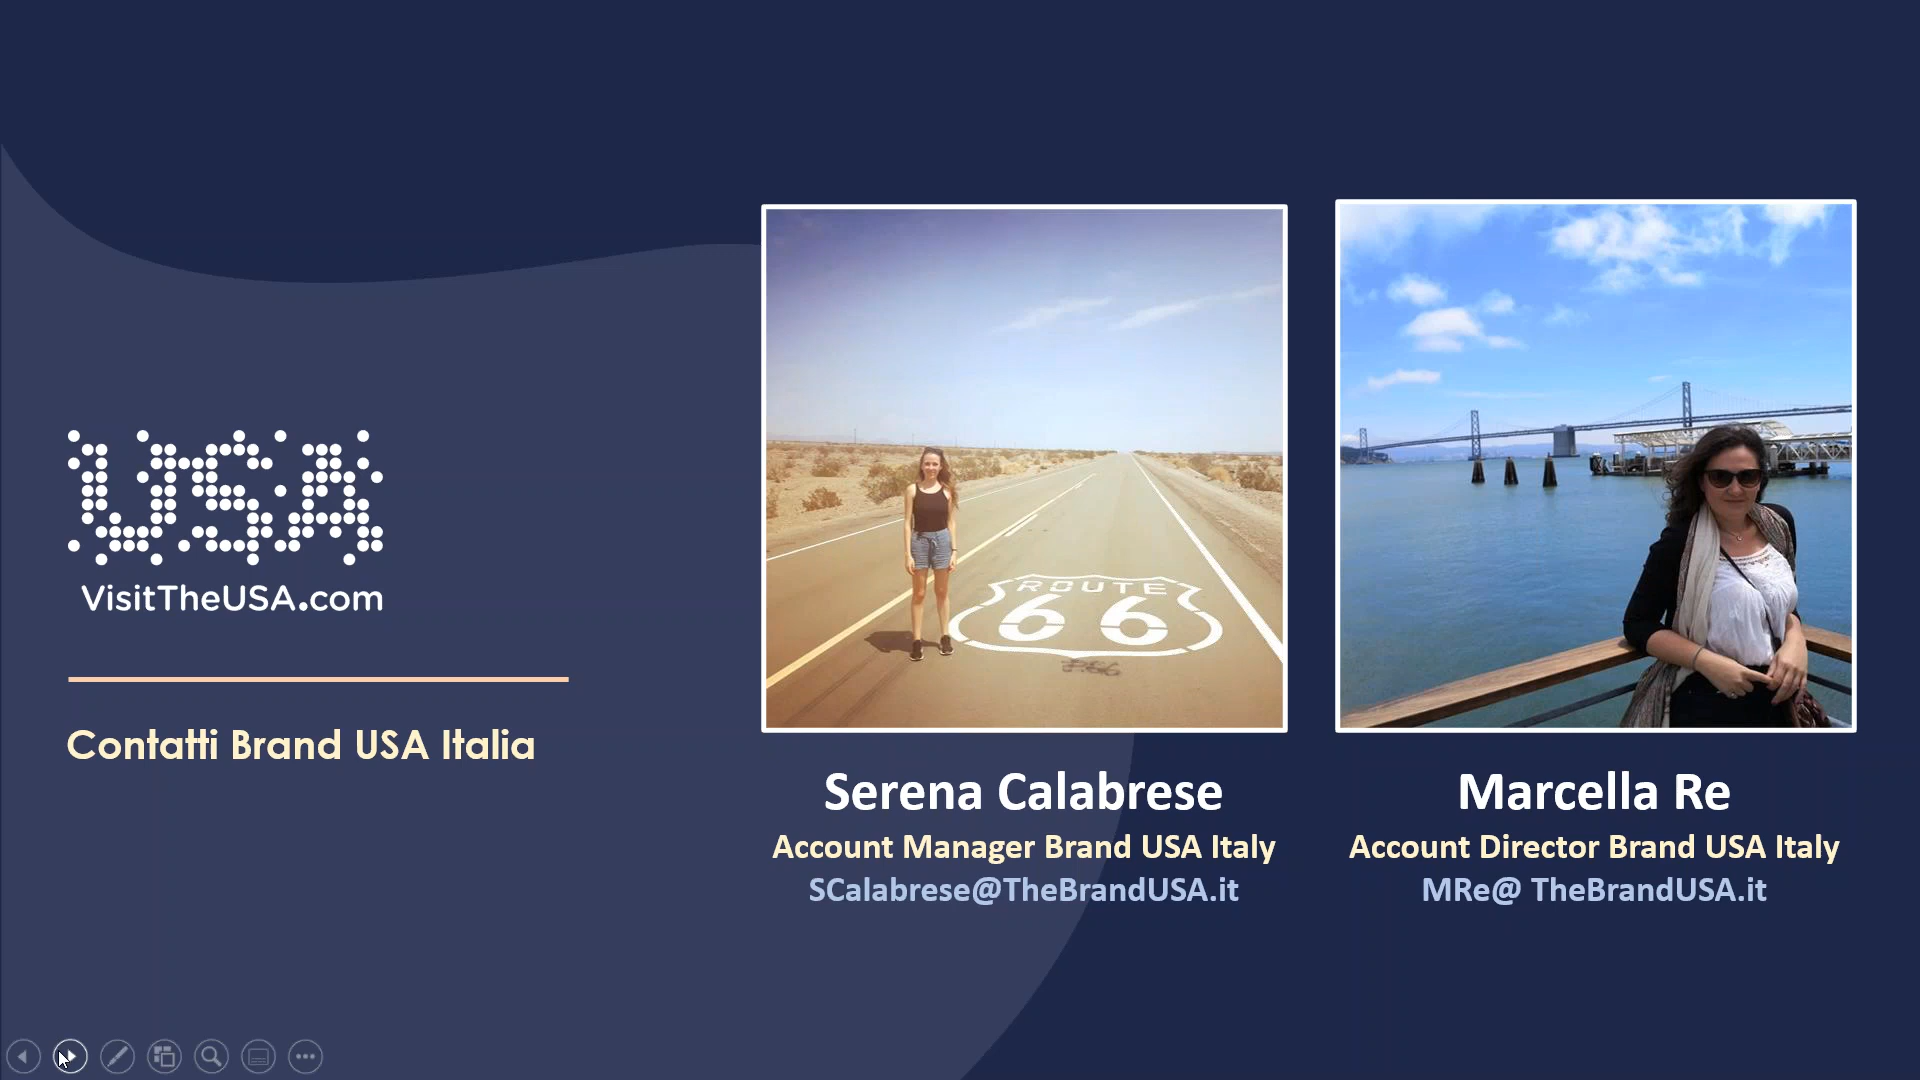 USA
VisitTheUSA.com
Contatti Brand USA Italia
ROUTE
66
Serena Calabrese
Account Manager Brand USA Italy
SCalabrese@TheBrandUSA.it
Marcella Re
Account Director Brand USA Italy
MRe@ TheBrandUSA.it